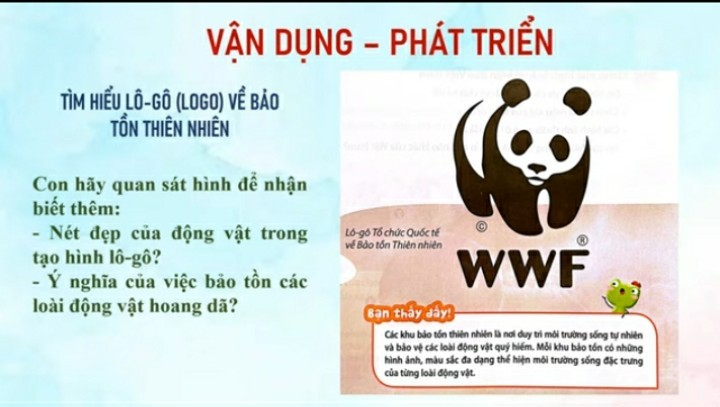 VẬN DỤNG – PHÁT TRIỂN
TÌM HIỂU LÔ-GÔ (LOGO) VỀ BẢO
TỒN THIÊN NHIÊN
Con hãy quan sát hình để nhận
biết thêm:
- Nét đẹp của động vật trong
tạo hình lô-gô?
- Ý nghĩa của việc bảo tồn các
loài động vật hoang dã?
©
®
Lô-gô Tổ chức Quốc tế
về Bảo tồn Thiên nhiên
WWF
Bạn thấy đấy!
Các khu bảo tồn thiên nhiên là nơi duy trì môi trường sống tự nhiên
và bảo vệ các loài động vật quý hiếm. Mỗi khu bảo tồn có những
hình ảnh, màu sắc đa dạng thể hiện môi trường sống đặc trưng
của từng loài động vật.